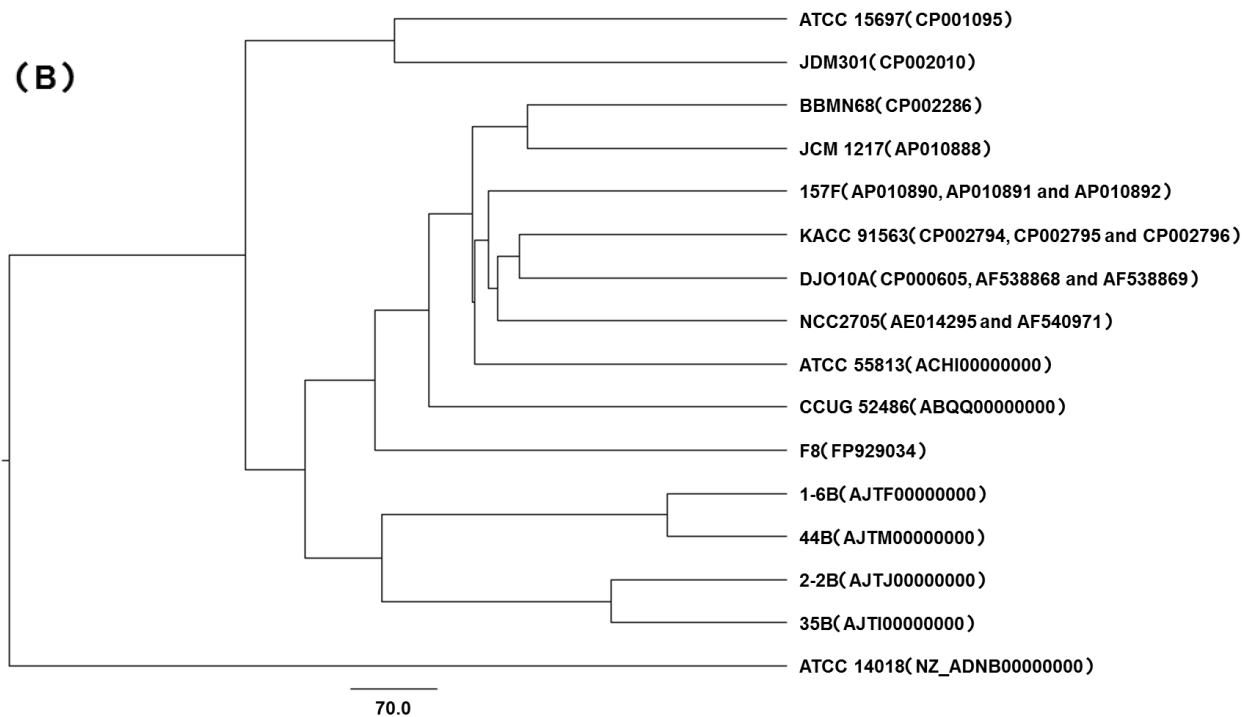 (B)
ATCC 15697(CP001095)
JDM301(CP002010)
BBMN68(CP002286)
JCM 1217(AP010888)
157F(AP010890, AP010891 and AP010892)
KACC 91563(CP002794, CP002795 and CP002796)
DJO10A(CP000605, AF538868 and AF538869)
NCC2705(AE014295 and AF540971)
ATCC 55813(ACHI00000000)
CCUG 52486(ABQQ00000000)
F8(FP929034)
1-6B(AJTF00000000)
44B(AJTM00000000)
2-2B(AJTJ00000000)
35B(AJTI00000000)
ATCC 14018(NZ_ADNB00000000)
70.0